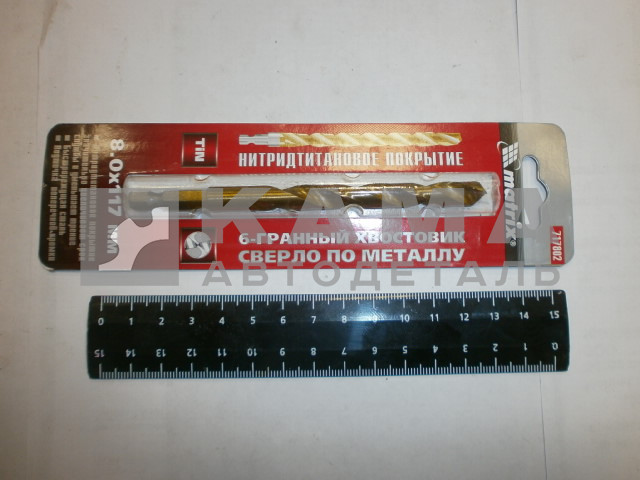 TiN
НИТРИДТИТАНОВОЕ ПОКРЫТИЕ
matrix
717802
8.0х117 мм
6-ГРАННЫЙ ХВОСТОВИК
СВЕРЛО ПО МЕТАЛЛУ
КАМА
АВТОДЕТАЛЬ
0 1 2 3 4 5 6 7 8 9 10 11 12 13 14 15
15 14 13 12 11 10 9 8 7 6 5 4 3 2 1 0